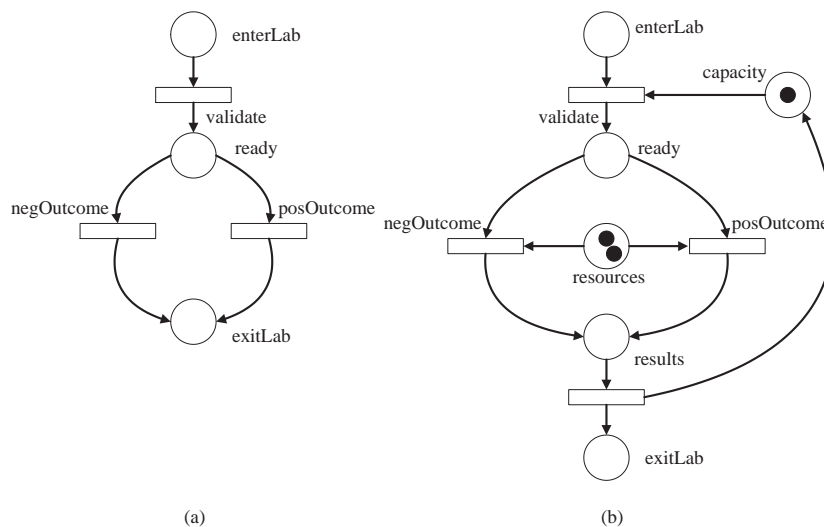 enterLab
validate
ready
negOutcome
posOutcome
exitLab
(a)
enterLab
capacity
validate
ready
negOutcome
posOutcome
resources
results
exitLab
(b)